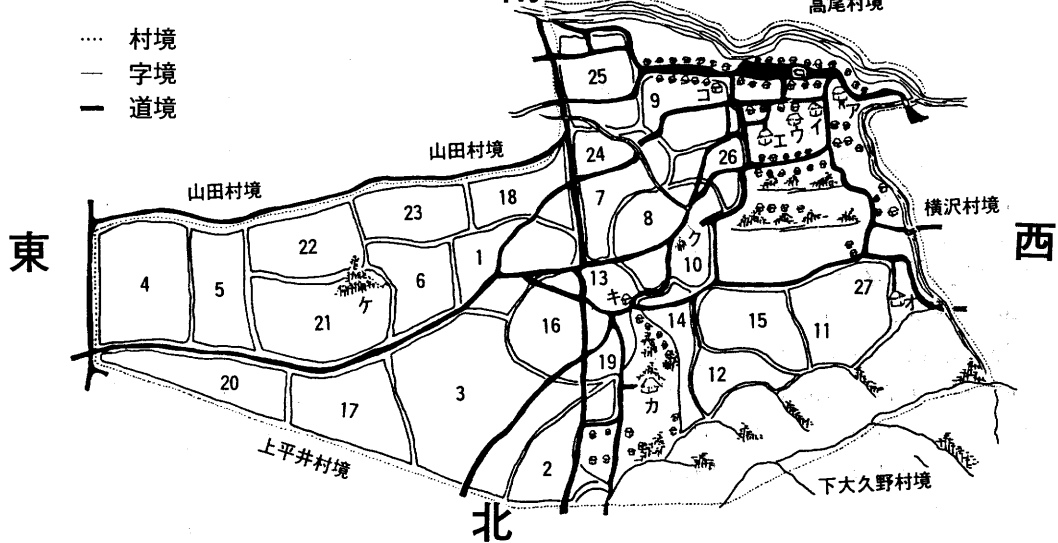 高尾村境
村境
字境
道境
25
9
コ
ア
イ
ウ
エ
山田村境
24
26
山田村境
18
7
23
8
横沢村境
東
西
22
1
ク
4
5
6
13
10
27
ケ
キ
オ
21
16
14
15
11
19
20
12
3
17
カ
2
上平井村境
下大久野村境
北